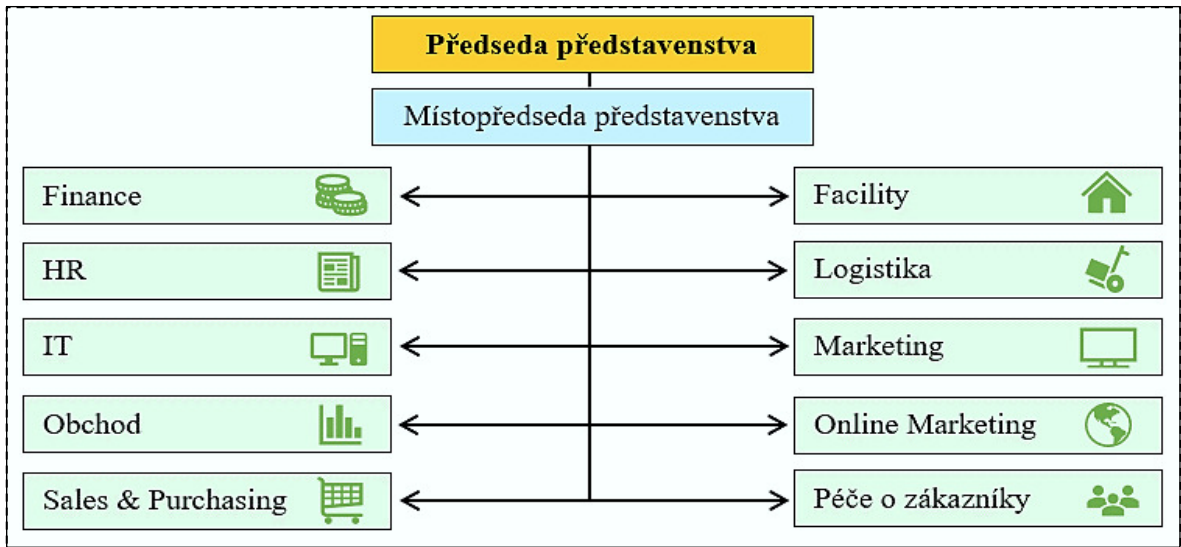 Předseda představenstva
Místopředseda představenstva
Finance
Facility
HR
Logistika
IT
Marketing
Obchod
Online Marketing
Sales & Purchasing
Péče o zákazníky